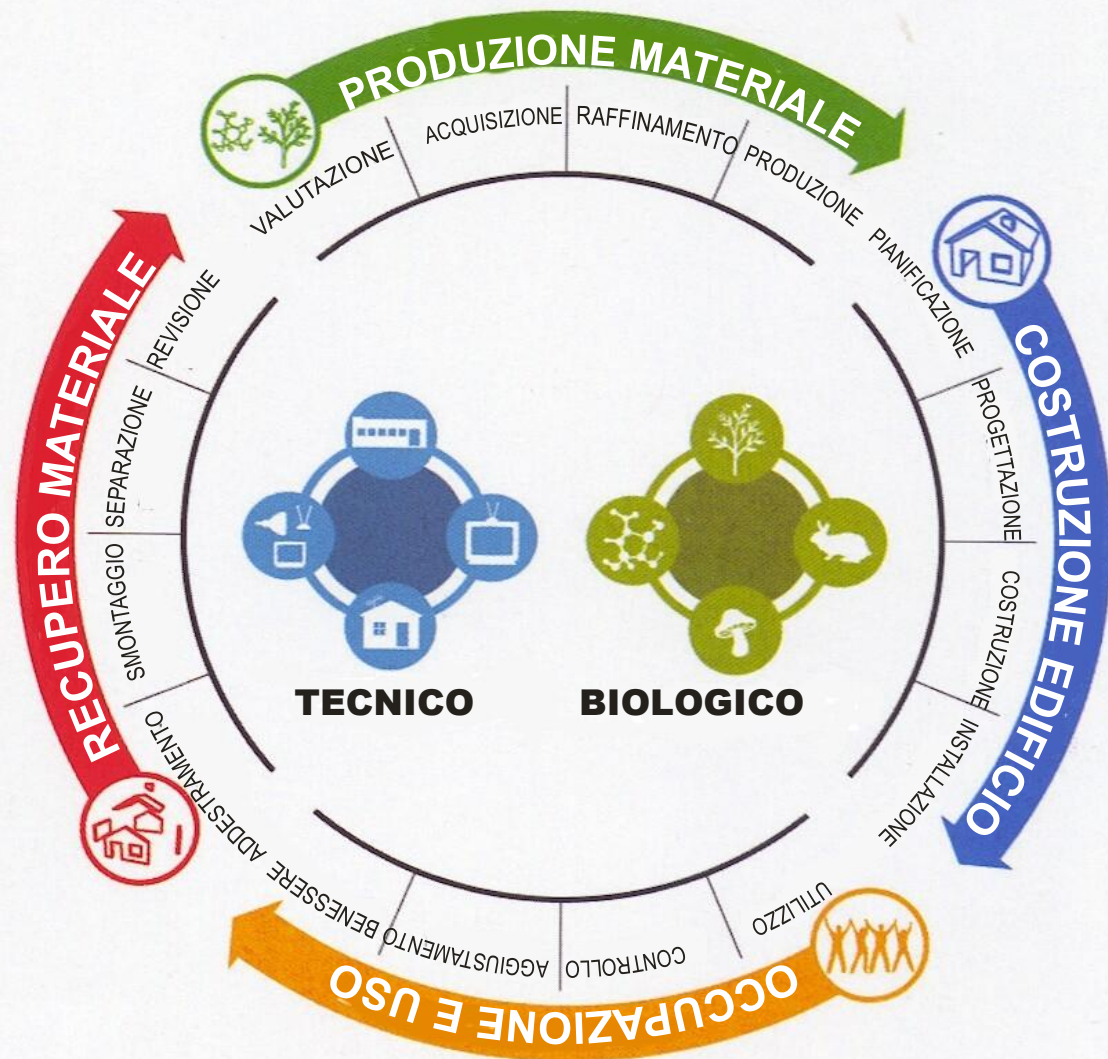 PRODUZIONE MATERIALE
VALUTAZIONE
ACQUISIZIONE
RAFFINAMENTO
PRODUZIONE
COSTRUZIONE EDIFICIO
PIANIFICAZIONE
PROGETTAZIONE
COSTRUZIONE
INSTALLAZIONE
OCCUPAZIONE E USO
UTILIZZO
CONTROLLO
AGGIUSTAMENTO
BENESSERE
RECUPERO MATERIALE
ADDESTRAMENTO
SMONTAGGIO
SEPARAZIONE
REVISIONE
TECNICO
BIOLOGICO